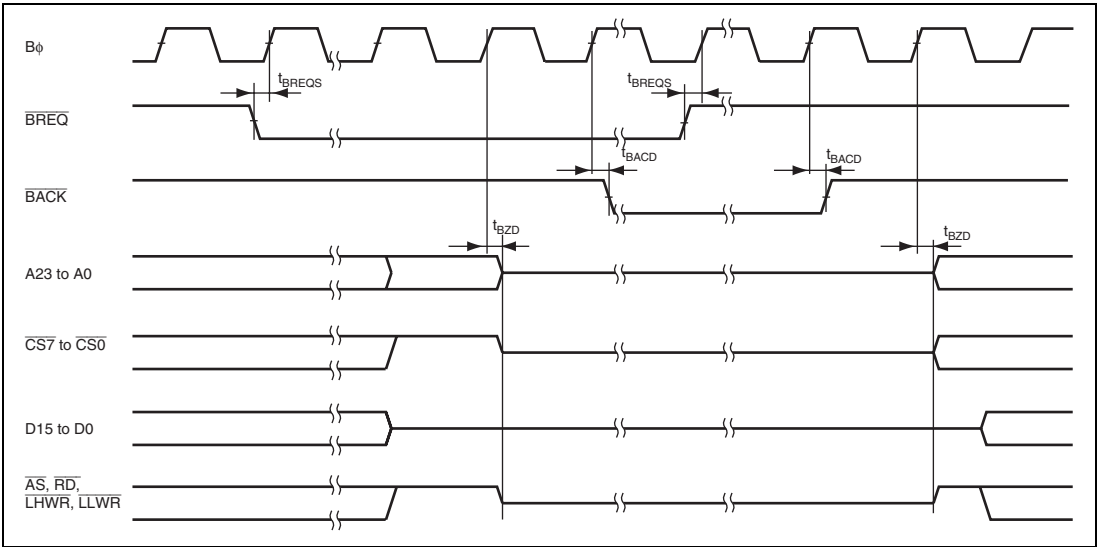 Bϕ
tBREQS
tBREQS
BREQ
tBACD
tBACD
BACK
tBZD
tBZD
A23 to A0
CS7 to CS0
D15 to D0
AS, RD,
LHWR, LLWR